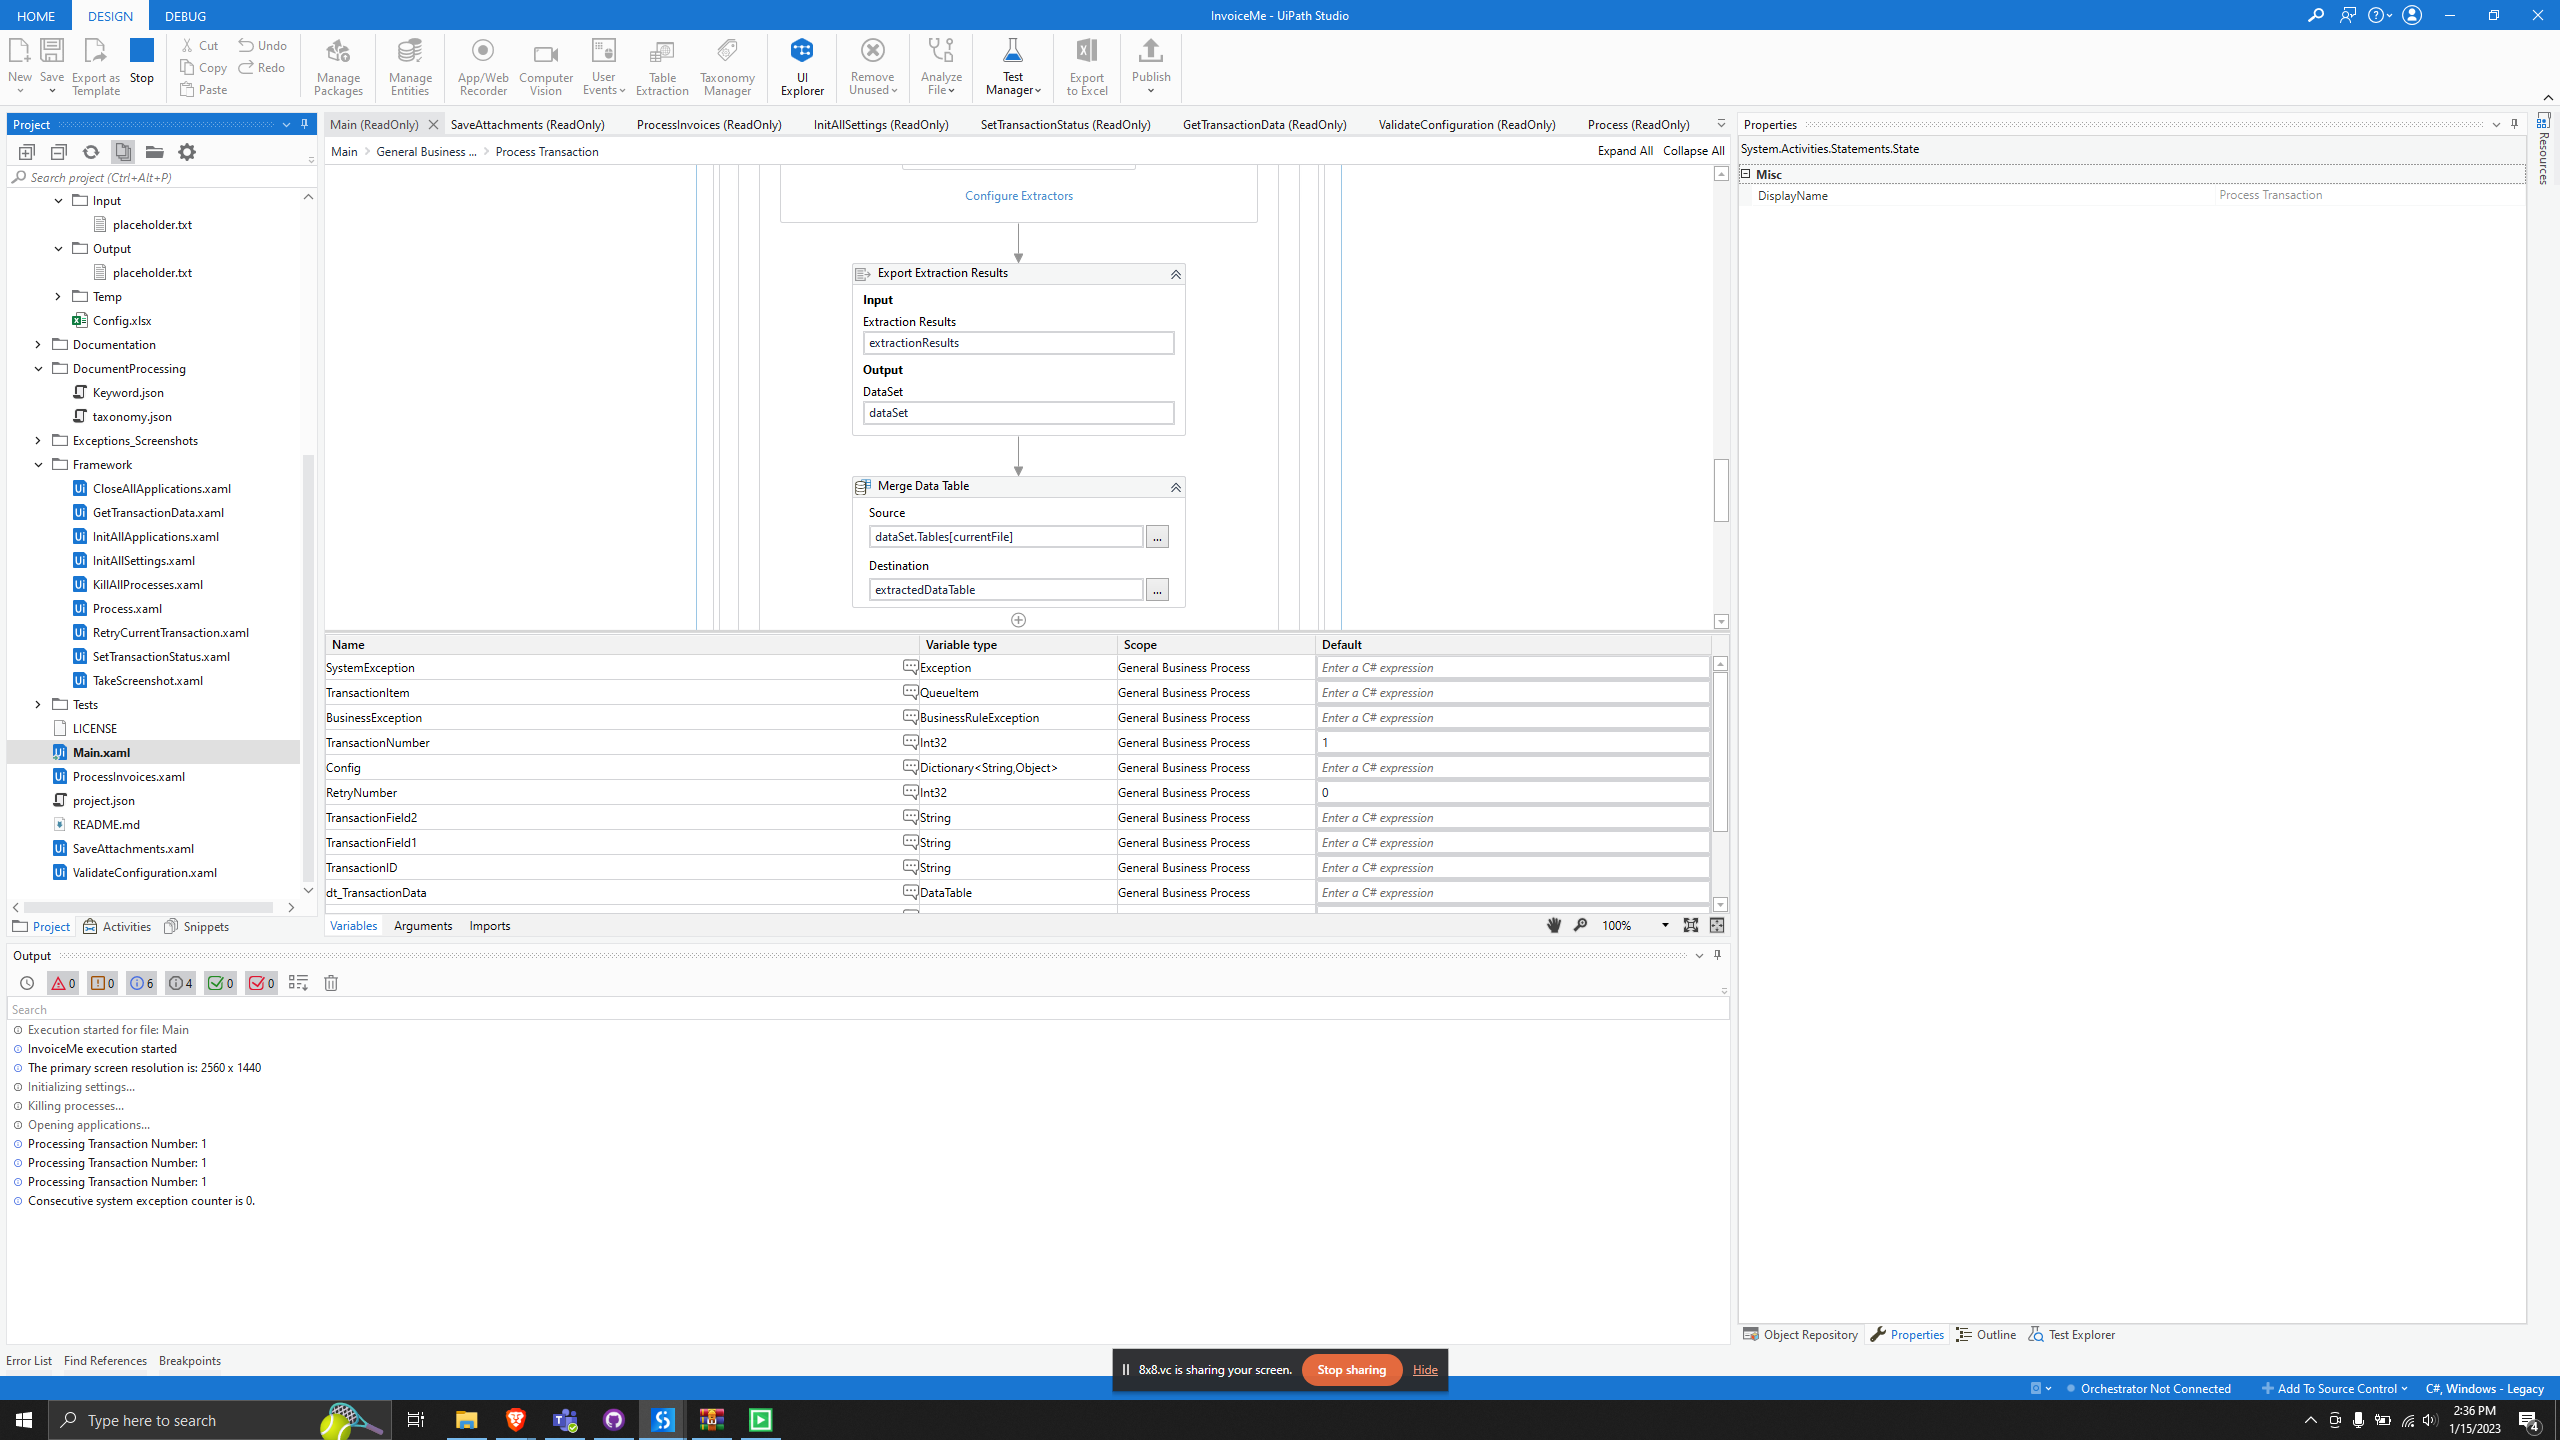 HOME DESIGN DEBUG
InvoiceMe - UiPath Studio
New Save Export as Template Stop
Cut Copy Paste Undo Redo
Manage Packages
Manage Entities
App/Web Recorder
Computer Vision
User Events
Table Extraction
Taxonomy Manager
UI Explorer
Remove Unused
Analyze File
Test Manager
Export to Excel
Publish
Project
Search project (Ctrl+Alt+P)
Input
placeholder.txt
Output
placeholder.txt
Temp
Config.xlsx
Documentation
DocumentProcessing
Keyword.json
taxonomy.json
Exceptions_Screenshots
Framework
CloseAllApplications.xaml
GetTransactionData.xaml
InitAllApplications.xaml
InitAllSettings.xaml
KillAllProcesses.xaml
Process.xaml
RetryCurrentTransaction.xaml
SetTransactionStatus.xaml
TakeScreenshot.xaml
Tests
LICENSE
Main.xaml
ProcessInvoices.xaml
project.json
README.md
SaveAttachments.xaml
ValidateConfiguration.xaml
Project Activities Snippets
Main (ReadOnly) SaveAttachments (ReadOnly) ProcessInvoices (ReadOnly) InitAllSettings (ReadOnly) SetTransactionStatus (ReadOnly) GetTransactionData (ReadOnly) ValidateConfiguration (ReadOnly) Process (ReadOnly)
Main General Business ... Process Transaction
Expand All Collapse All
Configure Extractors
Export Extraction Results
Input
Extraction Results
extractionResults
Output
DataSet
dataSet
Merge Data Table
Source
dataSet.Tables[currentFile] ...
Destination
extractedDataTable ...
Name Variable type Scope Default
SystemException Exception General Business Process Enter a C# expression
TransactionItem QueueItem General Business Process Enter a C# expression
BusinessException BusinessRuleException General Business Process Enter a C# expression
TransactionNumber Int32 General Business Process 1
Config Dictionary<String,Object> General Business Process Enter a C# expression
RetryNumber Int32 General Business Process 0
TransactionField2 String General Business Process Enter a C# expression
TransactionField1 String General Business Process Enter a C# expression
TransactionID String General Business Process Enter a C# expression
dt_TransactionData DataTable General Business Process Enter a C# expression
Variables Arguments Imports
100%
Properties
System.Activities.Statements.State
Misc
DisplayName Process Transaction
Resources
Object Repository Properties Outline Test Explorer
Output
0 0 6 4 0 0
Search
Execution started for file: Main
InvoiceMe execution started
The primary screen resolution is: 2560 x 1440
Initializing settings...
Killing processes...
Opening applications...
Processing Transaction Number: 1
Processing Transaction Number: 1
Processing Transaction Number: 1
Consecutive system exception counter is 0.
Error List Find References Breakpoints
8x8.vc is sharing your screen. Stop sharing Hide
Orchestrator Not Connected Add To Source Control C#, Windows - Legacy
Type here to search
2:36 PM
1/15/2023
4